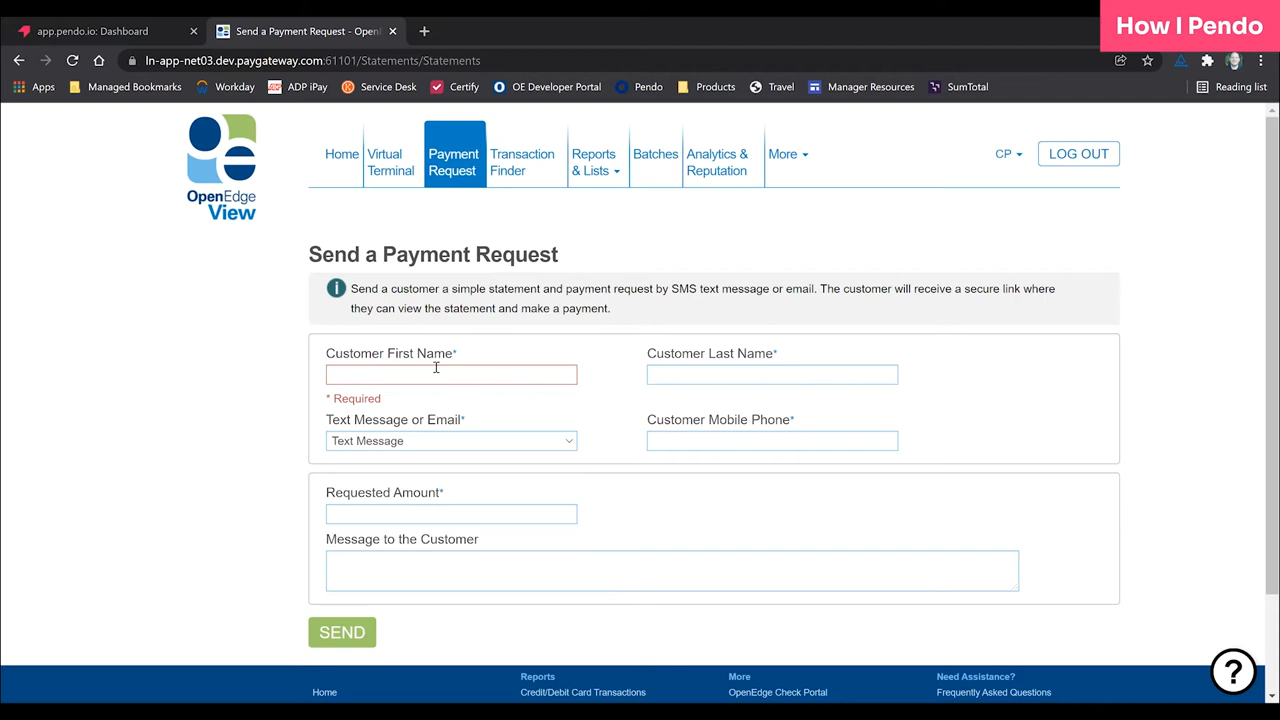 How I Pendo
app.pendo.io: Dashboard
Send a Payment Request - Openl
ln-app-net03.dev.paygateway.com:61101/Statements/Statements
Apps
Managed Bookmarks
Workday
ADP iPay
Service Desk
Certify
OE Developer Portal
Pendo
Products
Travel
Manager Resources
SumTotal
Reading list
OpenEdge
View
Home
Virtual
Terminal
Payment
Request
Transaction
Finder
Reports
& Lists
Batches
Analytics &
Reputation
More
CP
LOG OUT
Send a Payment Request
Send a customer a simple statement and payment request by SMS text message or email. The customer will receive a secure link where
they can view the statement and make a payment.
Customer First Name*
Customer Last Name*
* Required
Text Message or Email*
Customer Mobile Phone*
Text Message
Requested Amount*
Message to the Customer
SEND
?
Home
Reports
Credit/Debit Card Transactions
More
OpenEdge Check Portal
Need Assistance?
Frequently Asked Questions